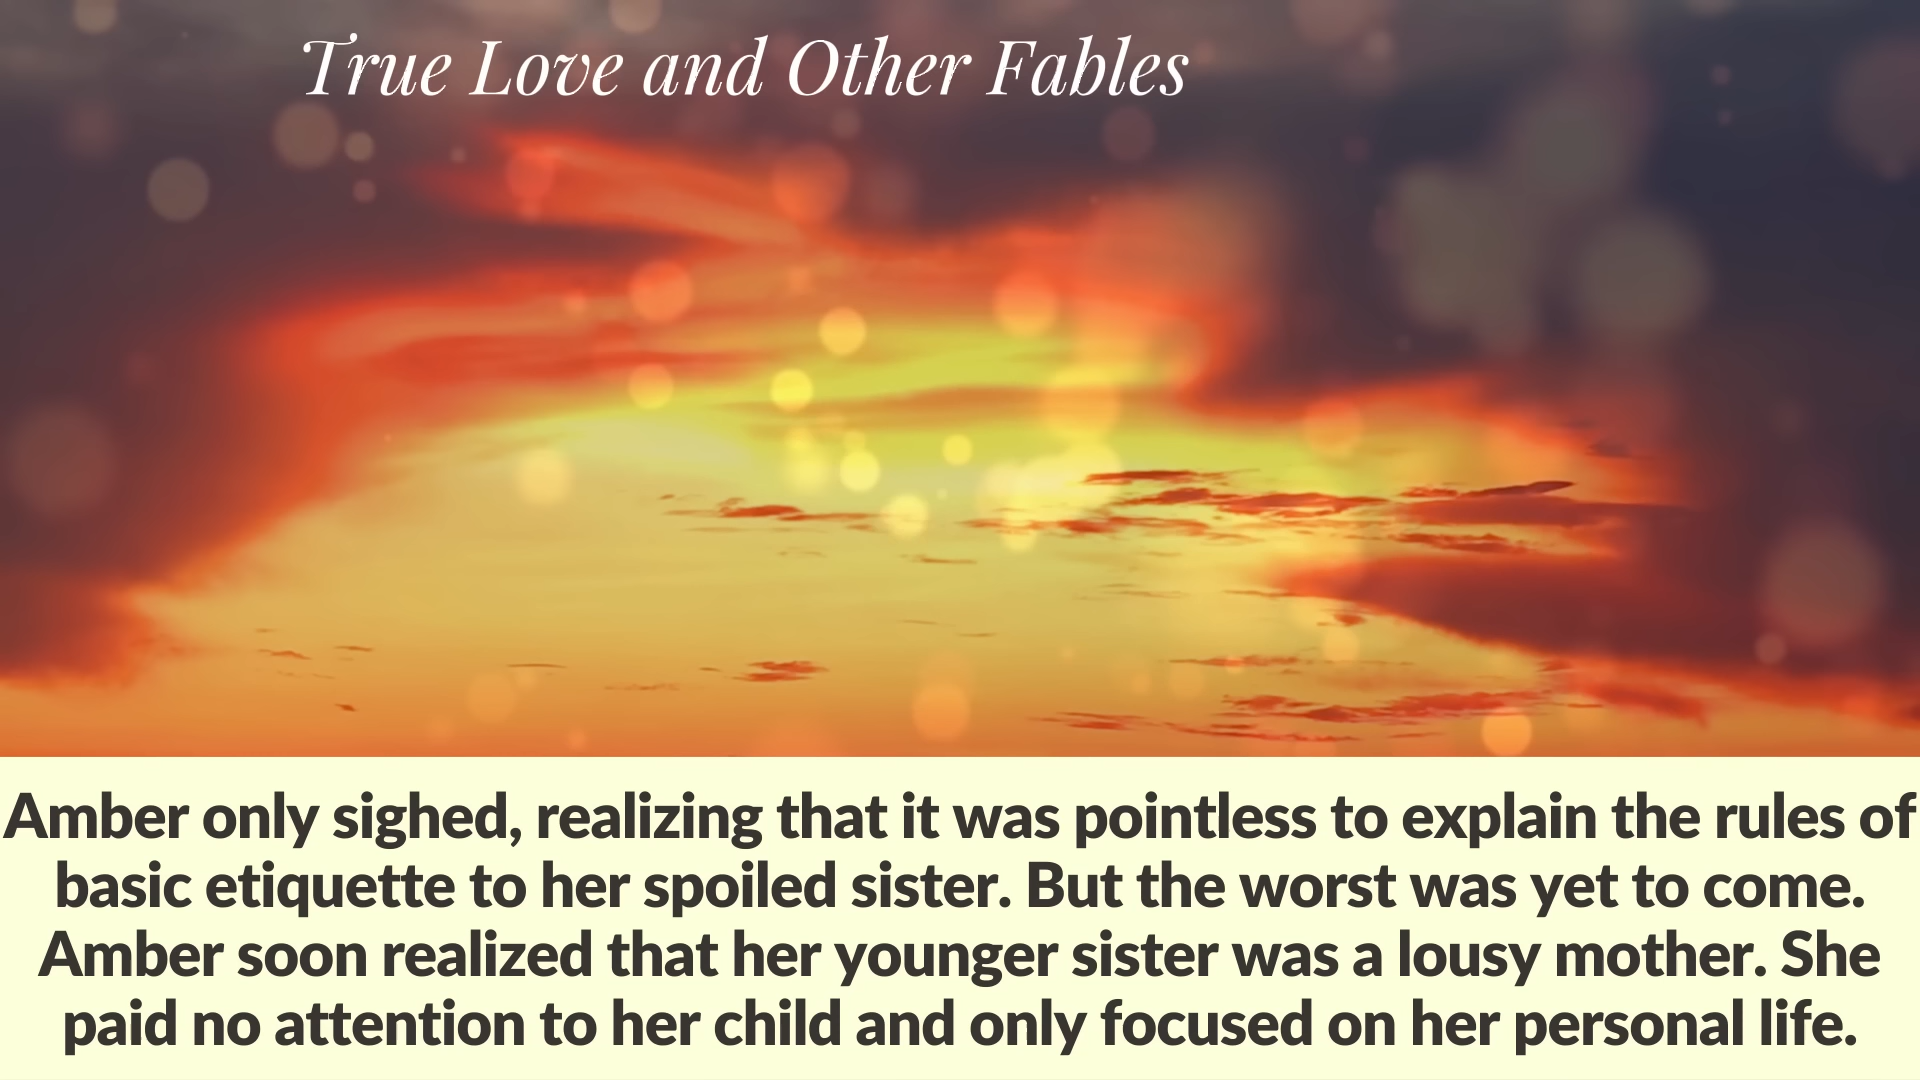 True Love and Other Fables
Amber only sighed, realizing that it was pointless to explain the rules of
basic etiquette to her spoiled sister. But the worst was yet to come.
Amber soon realized that her younger sister was a lousy mother. She
paid no attention to her child and only focused on her personal life.